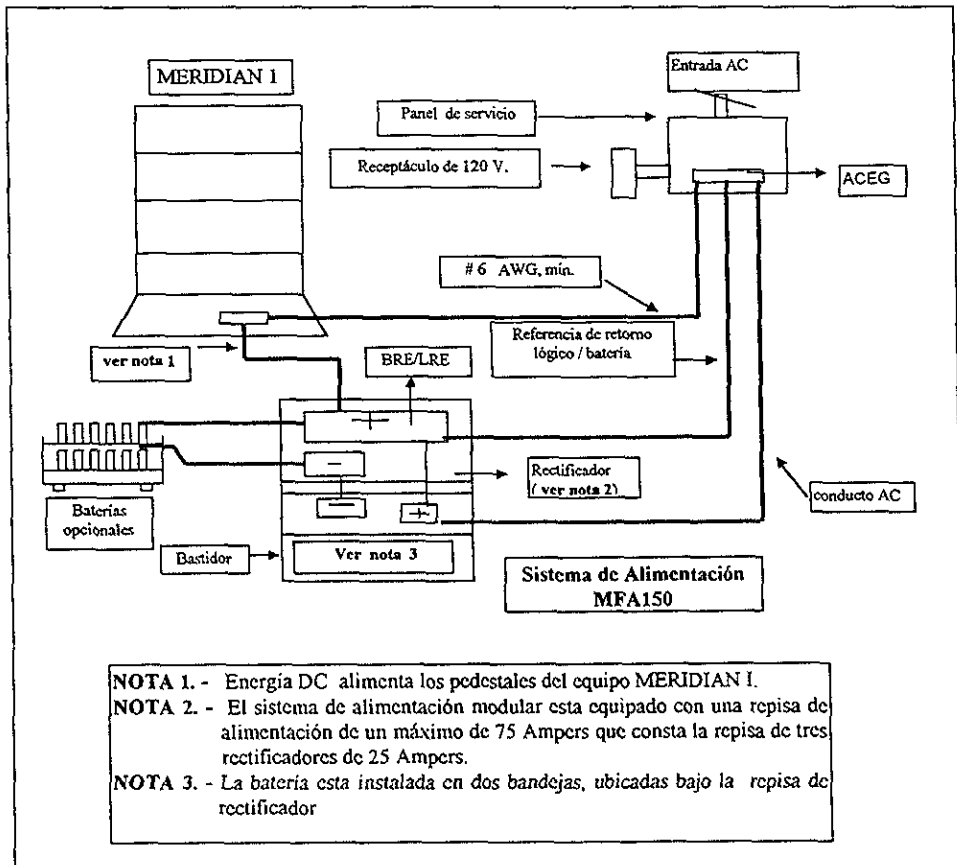 MERIDIAN 1
Entrada AC
Panel de servicio
Receptáculo de 120 V.
ACEG
# 6 AWG, mín.
Referencia de retorno
lógico / batería
ver nota 1
BRE/LRE
+
−
Rectificador
( ver nota 2)
−
+
conducto AC
Baterías
opcionales
Bastidor
Ver nota 3
Sistema de Alimentación
MFA150
NOTA 1. - Energía DC alimenta los pedestales del equipo MERIDIAN I.
NOTA 2. - El sistema de alimentación modular esta equipado con una repisa de
alimentación de un máximo de 75 Ampers que consta la repisa de tres
rectificadores de 25 Ampers.
NOTA 3. - La batería esta instalada en dos bandejas, ubicadas bajo la repisa de
rectificador